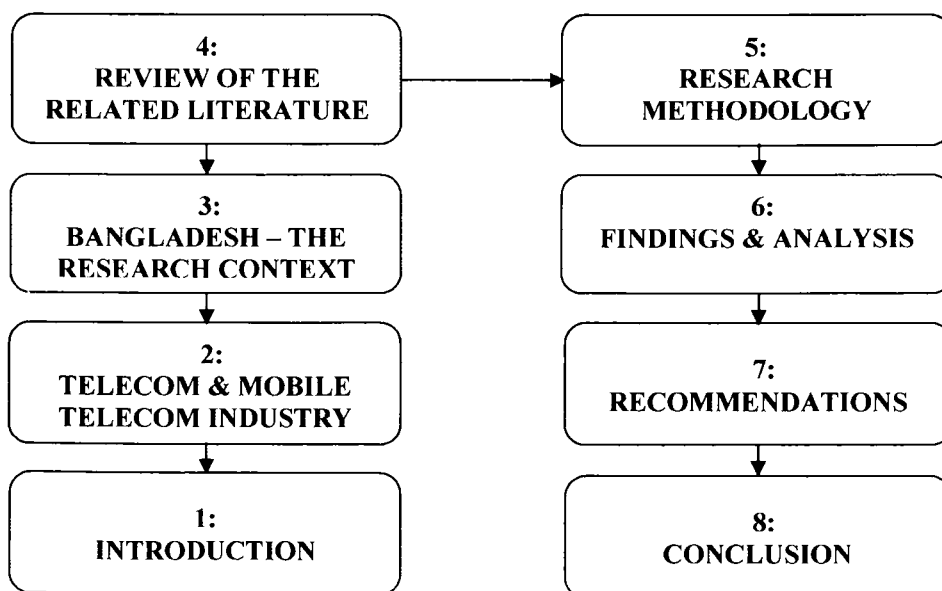 4:
REVIEW OF THE
RELATED LITERATURE
5:
RESEARCH
METHODOLOGY
3:
BANGLADESH – THE
RESEARCH CONTEXT
6:
FINDINGS & ANALYSIS
2:
TELECOM & MOBILE
TELECOM INDUSTRY
7:
RECOMMENDATIONS
1:
INTRODUCTION
8:
CONCLUSION